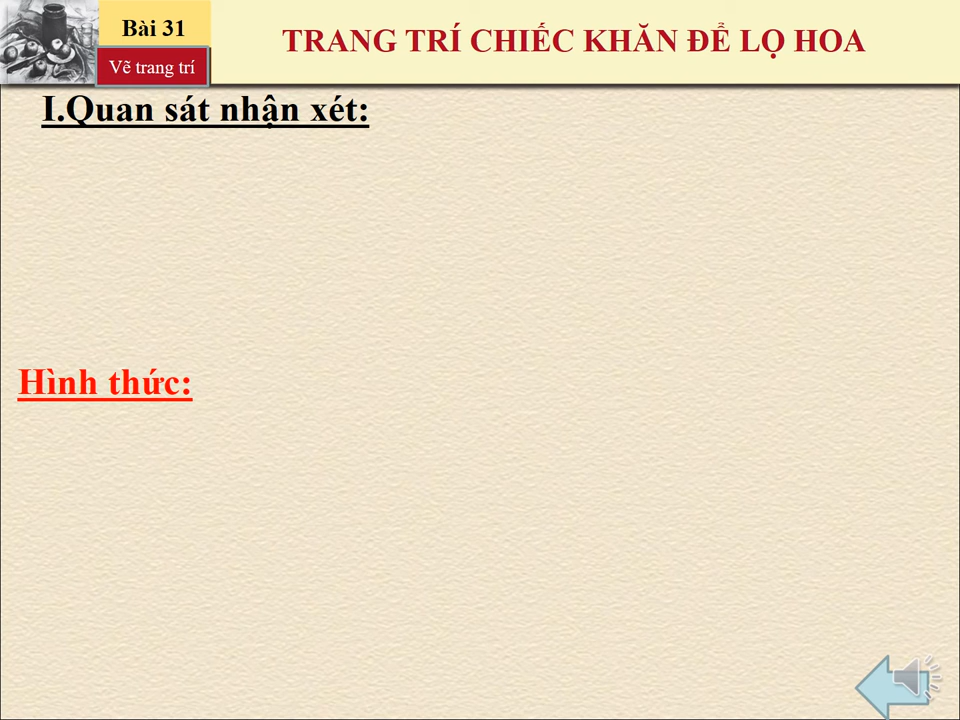 Bài 31
Vẽ trang trí
TRANG TRÍ CHIẾC KHĂN ĐỂ LỌ HOA
I.Quan sát nhận xét:
Hình thức: